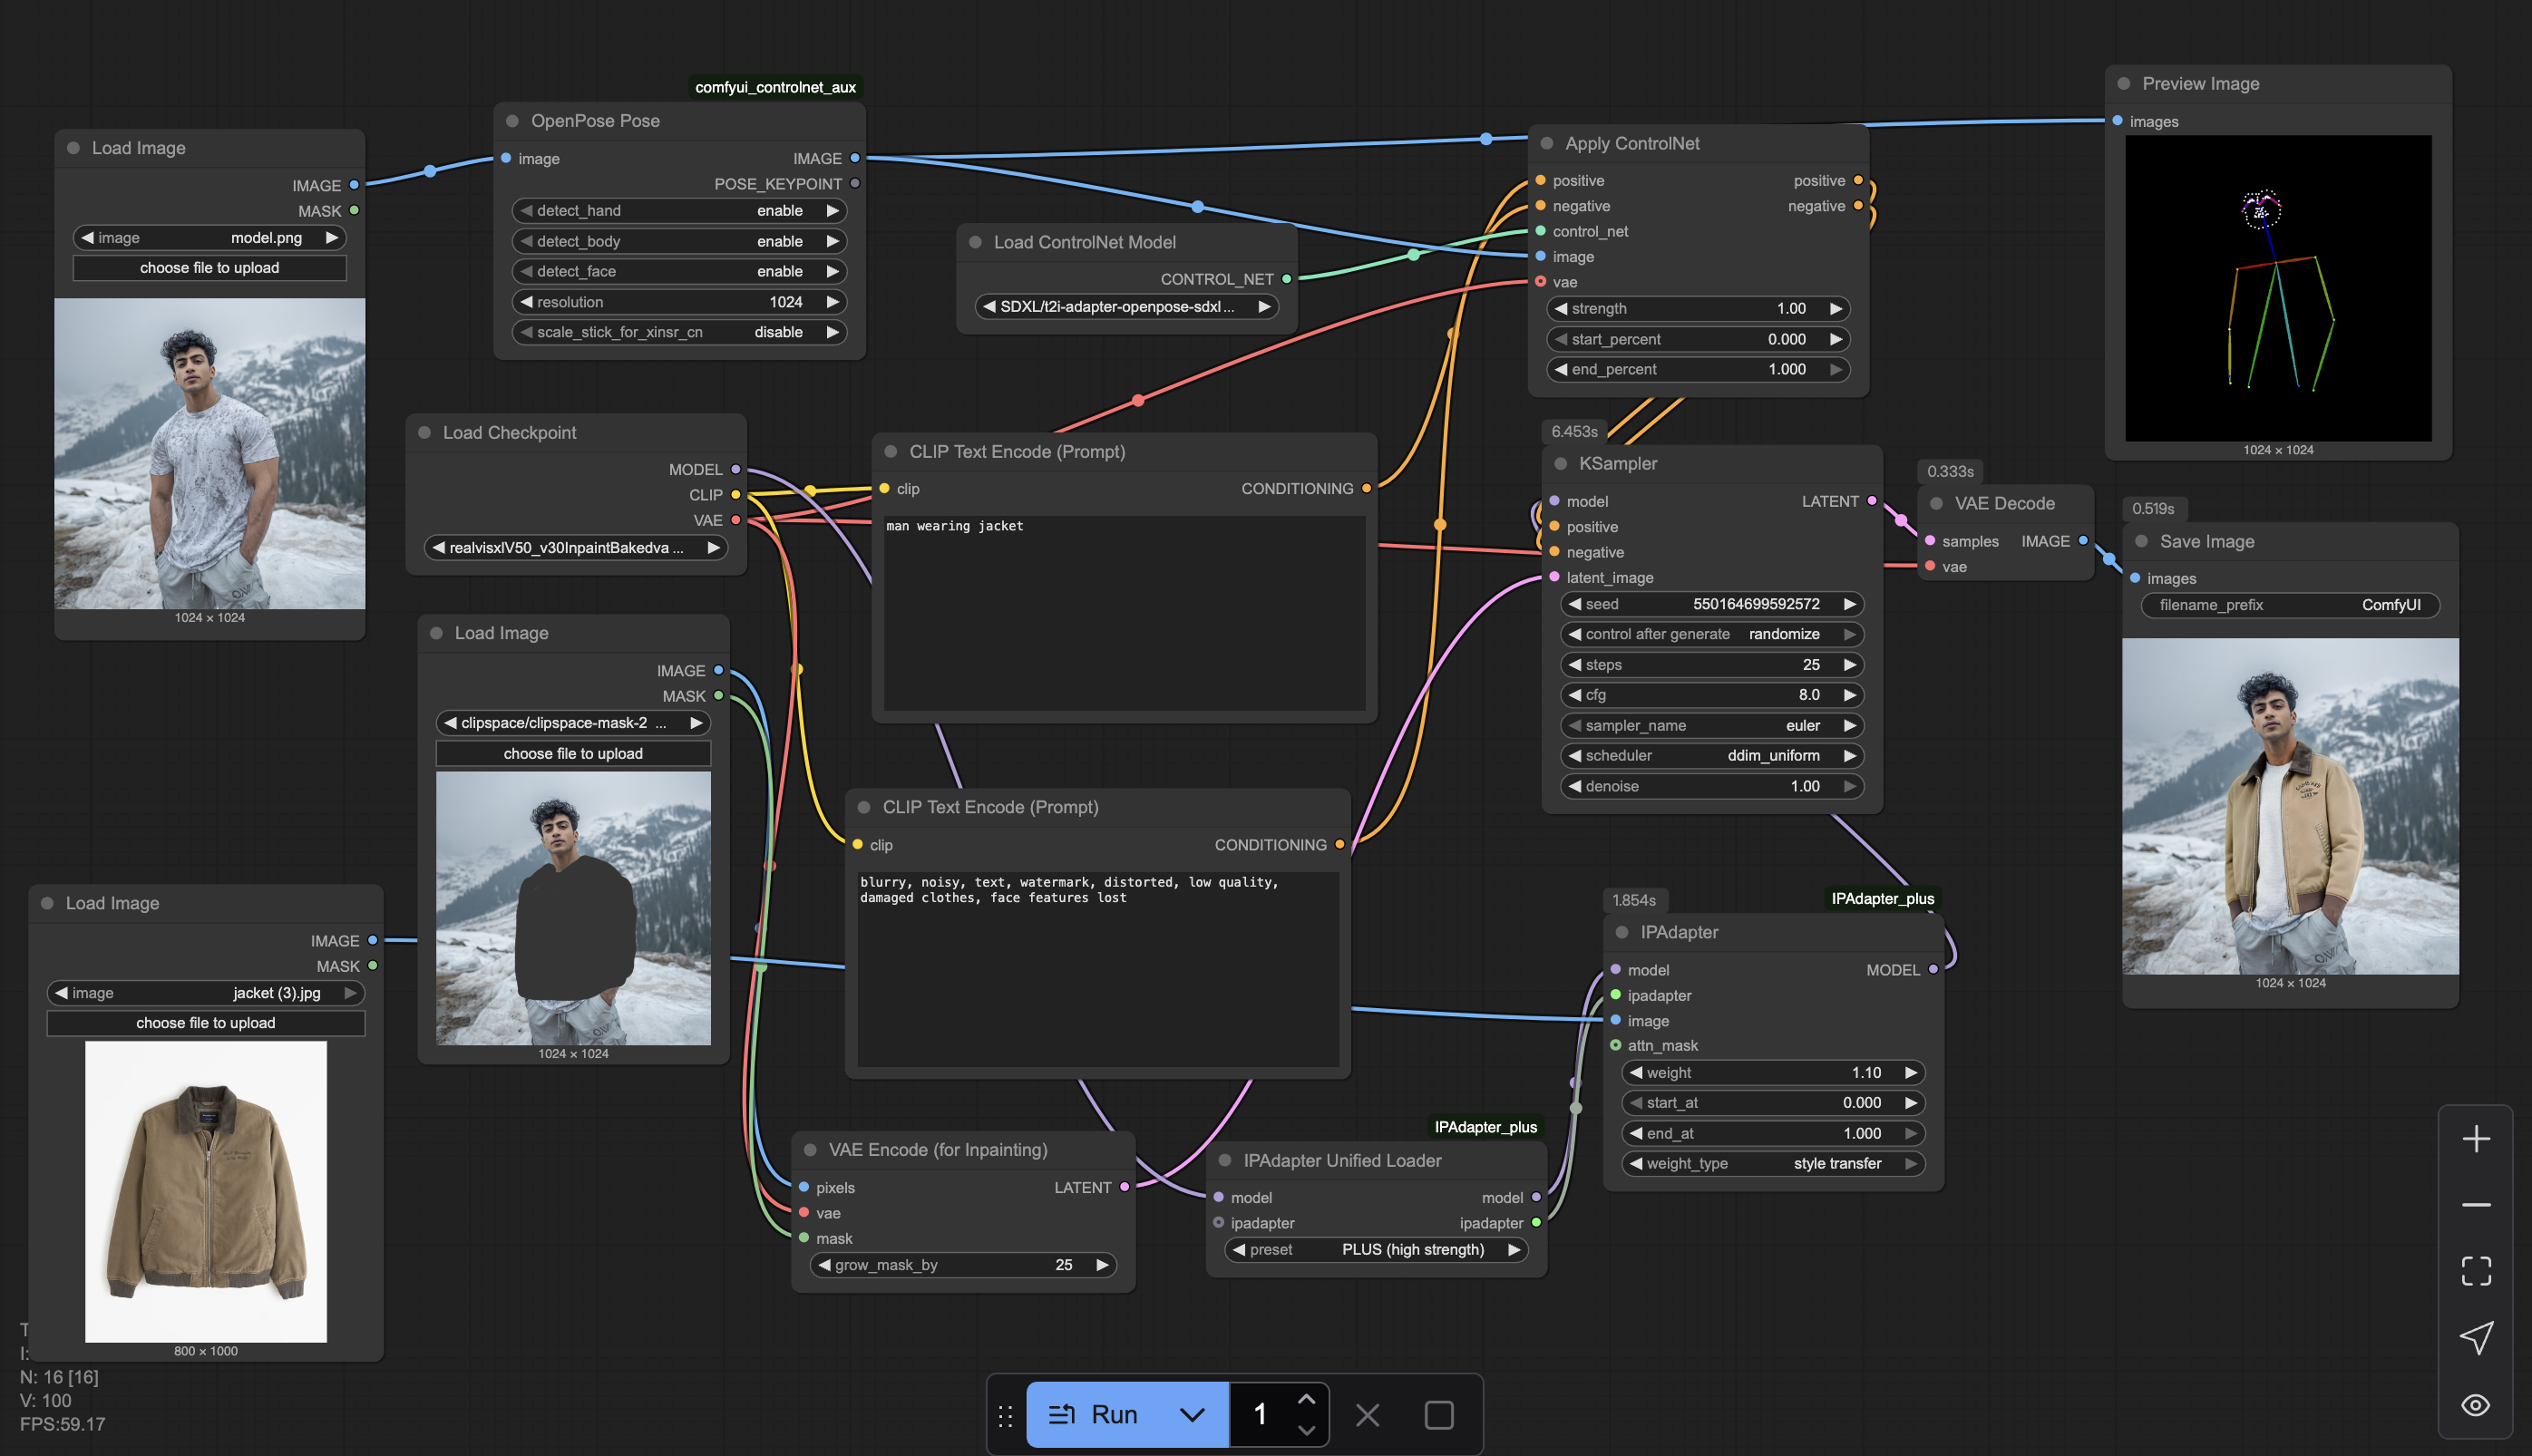 comfyui_controlnet_aux
Load Image
IMAGE
MASK
image model.png
choose file to upload
1024 × 1024
OpenPose Pose
image IMAGE
POSE_KEYPOINT
detect_hand enable
detect_body enable
detect_face enable
resolution 1024
scale_stick_for_xinsr_cn disable
Load ControlNet Model
CONTROL_NET
SDXL/t2i-adapter-openpose-sdxl...
Apply ControlNet
positive positive
negative negative
control_net
image
vae
strength 1.00
start_percent 0.000
end_percent 1.000
Preview Image
images
1024 × 1024
Load Checkpoint
MODEL
CLIP
VAE
realvisxlV50_v30InpaintBakedva ...
CLIP Text Encode (Prompt)
clip CONDITIONING
man wearing jacket
6.453s
KSampler
model LATENT
positive
negative
latent_image
seed 550164699592572
control after generate randomize
steps 25
cfg 8.0
sampler_name euler
scheduler ddim_uniform
denoise 1.00
0.333s
VAE Decode
samples IMAGE
vae
0.519s
Save Image
images
filename_prefix ComfyUI
1024 × 1024
Load Image
IMAGE
MASK
clipspace/clipspace-mask-2 ...
choose file to upload
1024 × 1024
CLIP Text Encode (Prompt)
clip CONDITIONING
blurry, noisy, text, watermark, distorted, low quality,
damaged clothes, face features lost
Load Image
IMAGE
MASK
image jacket (3).jpg
choose file to upload
800 × 1000
VAE Encode (for Inpainting)
pixels LATENT
vae
mask
grow_mask_by 25
IPAdapter_plus
IPAdapter Unified Loader
model model
ipadapter ipadapter
preset PLUS (high strength)
1.854s
IPAdapter_plus
IPAdapter
model MODEL
ipadapter
image
attn_mask
weight 1.10
start_at 0.000
end_at 1.000
weight_type style transfer
T
I:
N: 16 [16]
V: 100
FPS:59.17
Run
1